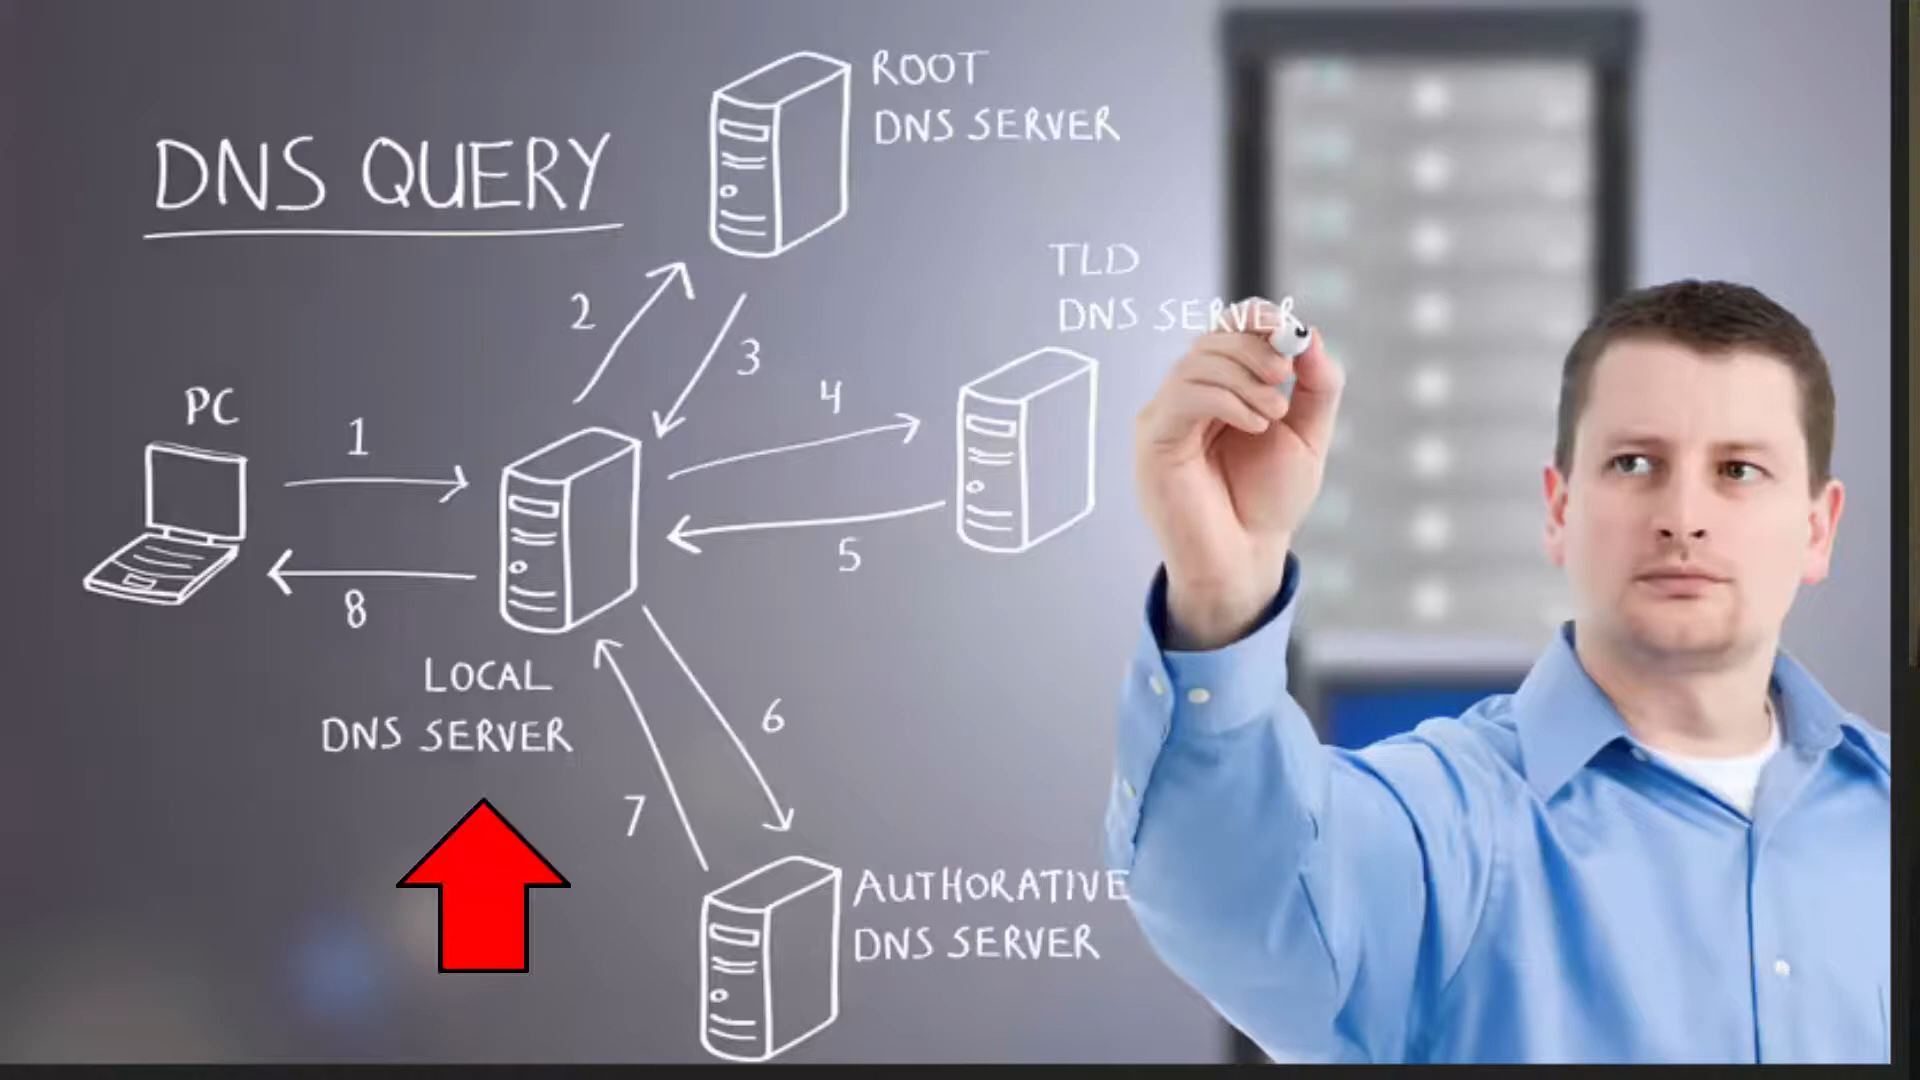 DNS QUERY
ROOT
DNS SERVER
TLD
DNS SERVER
2
3
4
PC
1
5
8
LOCAL
DNS SERVER
6
7
AUTHORATIVE
DNS SERVER